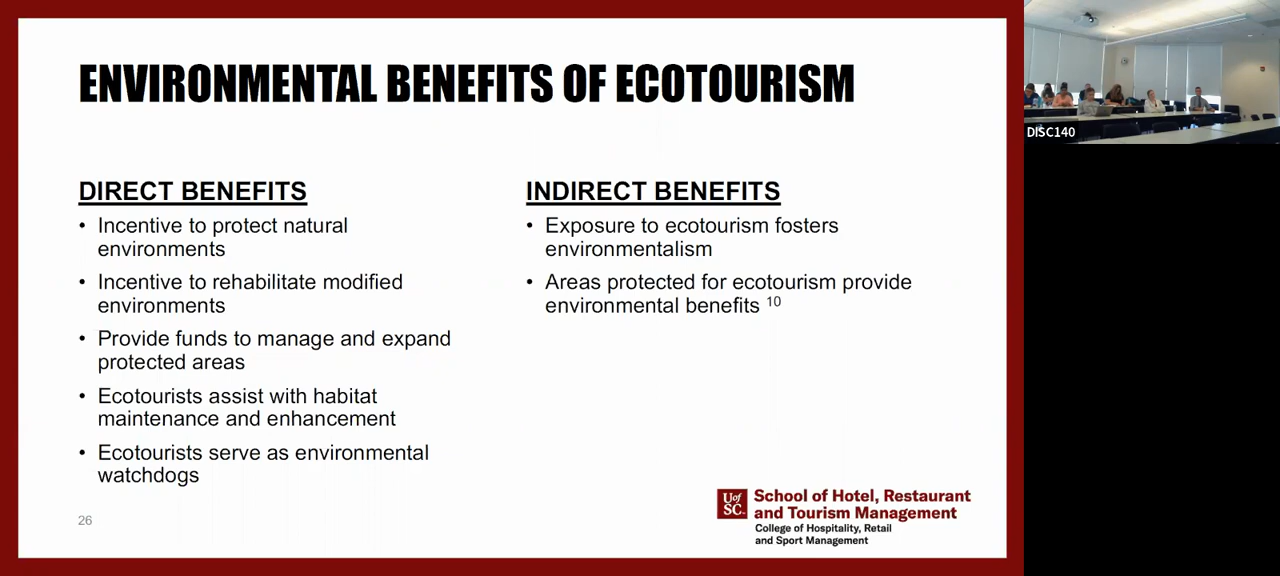 ENVIRONMENTAL BENEFITS OF ECOTOURISM
DIRECT BENEFITS
• Incentive to protect natural
environments
• Incentive to rehabilitate modified
environments
• Provide funds to manage and expand
protected areas
• Ecotourists assist with habitat
maintenance and enhancement
• Ecotourists serve as environmental
watchdogs
INDIRECT BENEFITS
• Exposure to ecotourism fosters
environmentalism
• Areas protected for ecotourism provide
environmental benefits 10
26
UofSC
School of Hotel, Restaurant
and Tourism Management
College of Hospitality, Retail
and Sport Management
DISC140